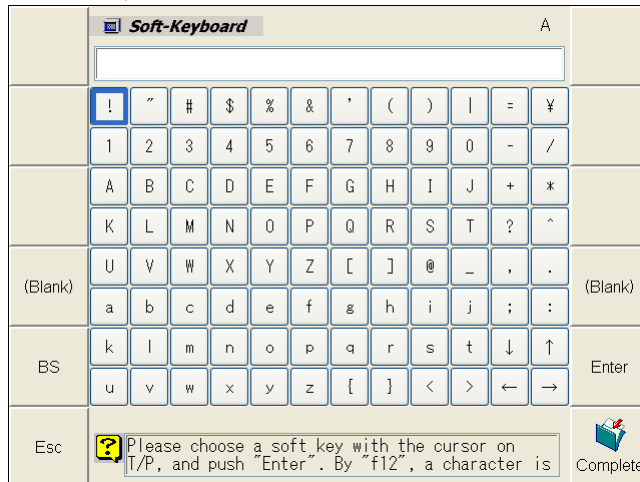 Soft-Keyboard A
! ˝ # $ % & ’ ( ) | = ¥
1 2 3 4 5 6 7 8 9 0 - /
A B C D E F G H I J + *
K L M N O P Q R S T ? ^
(Blank)
U V W X Y Z [ ] @ _ , .
(Blank)
a b c d e f g h i j ; :
BS
k l m n o p q r s t ↓ ↑
Enter
u v w x y z { } < > ← →
Esc
Please choose a soft key with the cursor on
T/P, and push ˝Enter˝. By ˝f12˝, a character is
Complete